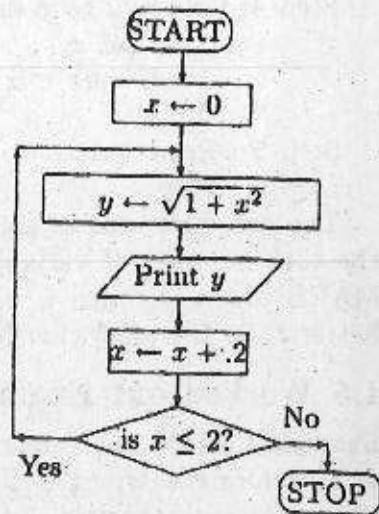 START
x ← 0
y ← √1 + x²
Print y
x ← x + .2
is x ≤ 2?
No
Yes
STOP